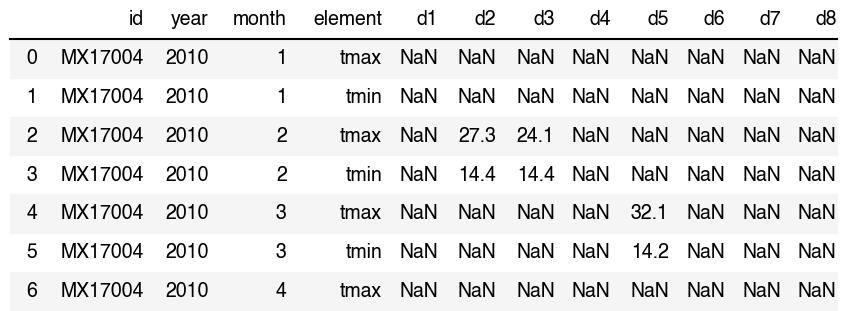 id year month element d1 d2 d3 d4 d5 d6 d7 d8
0 MX17004 2010 1 tmax NaN NaN NaN NaN NaN NaN NaN NaN
1 MX17004 2010 1 tmin NaN NaN NaN NaN NaN NaN NaN NaN
2 MX17004 2010 2 tmax NaN 27.3 24.1 NaN NaN NaN NaN NaN
3 MX17004 2010 2 tmin NaN 14.4 14.4 NaN NaN NaN NaN NaN
4 MX17004 2010 3 tmax NaN NaN NaN NaN 32.1 NaN NaN NaN
5 MX17004 2010 3 tmin NaN NaN NaN NaN 14.2 NaN NaN NaN
6 MX17004 2010 4 tmax NaN NaN NaN NaN NaN NaN NaN NaN